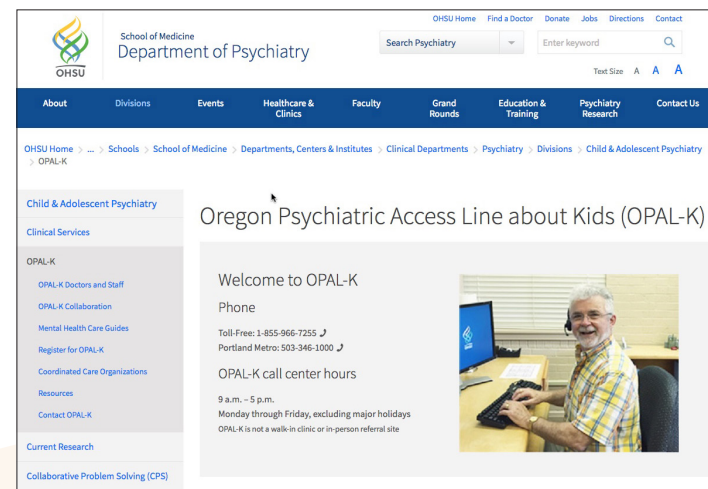 OHSU Home Find a Doctor Donate Jobs Directions Contact
OHSU
School of Medicine
Department of Psychiatry
Search Psychiatry
Enter keyword
Text Size A A A
About Divisions Events Healthcare & Clinics Faculty Grand Rounds Education & Training Psychiatry Research Contact Us
OHSU Home > ... > Schools > School of Medicine > Departments, Centers & Institutes > Clinical Departments > Psychiatry > Divisions > Child & Adolescent Psychiatry
> OPAL-K
Child & Adolescent Psychiatry
Clinical Services
OPAL-K
OPAL-K Doctors and Staff
OPAL-K Collaboration
Mental Health Care Guides
Register for OPAL-K
Coordinated Care Organizations
Resources
Contact OPAL-K
Current Research
Collaborative Problem Solving (CPS)
Oregon Psychiatric Access Line about Kids (OPAL-K)
Welcome to OPAL-K
Phone
Toll-Free: 1-855-966-7255
Portland Metro: 503-346-1000
OPAL-K call center hours
9 a.m. – 5 p.m.
Monday through Friday, excluding major holidays
OPAL-K is not a walk-in clinic or in-person referral site